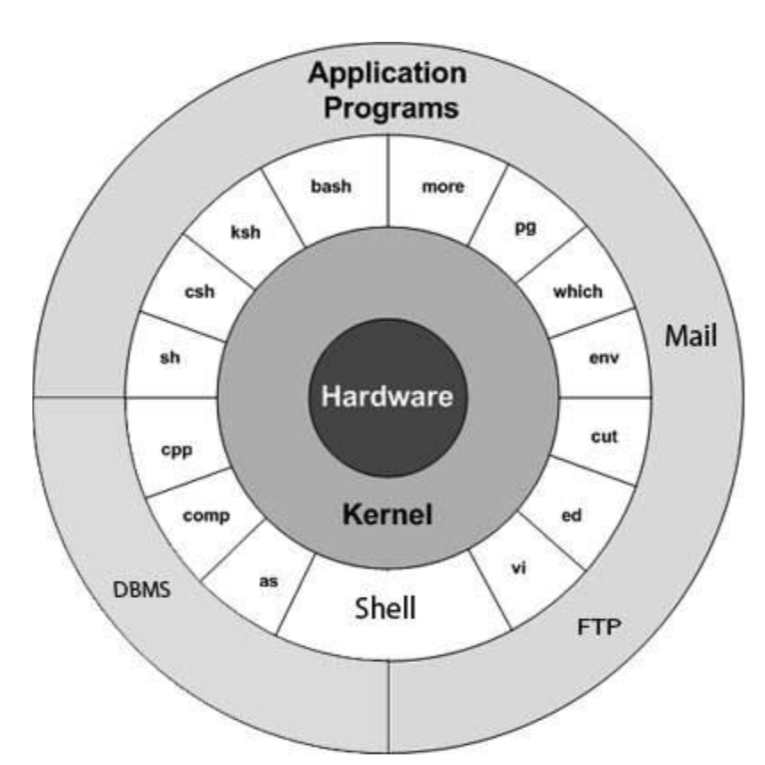 Application
Programs
bash
more
ksh
pg
csh
which
Mail
sh
env
Hardware
cpp
cut
comp
Kernel
ed
as
vi
DBMS
Shell
FTP